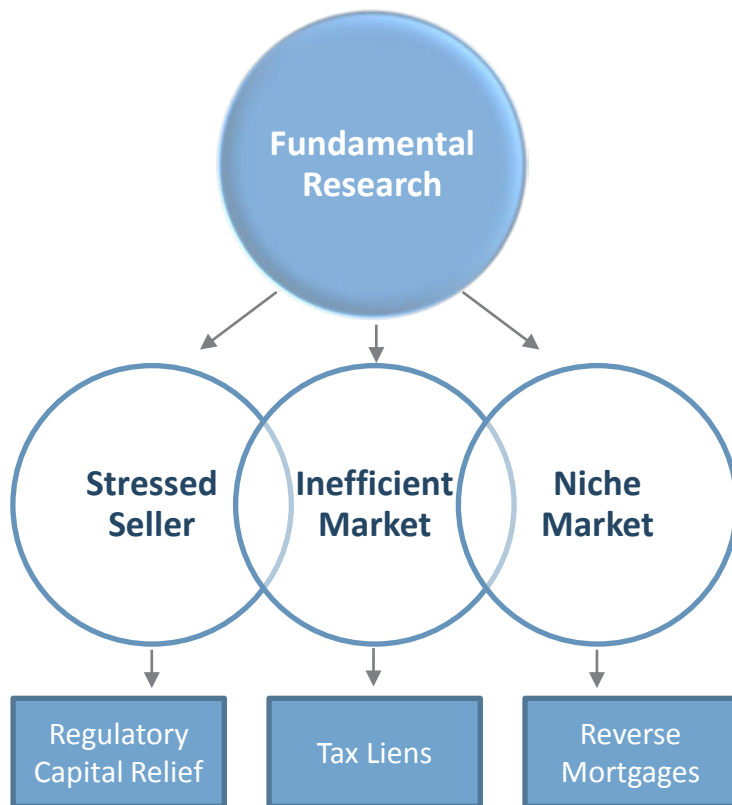 Fundamental
Research
Stressed
Seller
Inefficient
Market
Niche
Market
Regulatory
Capital Relief
Tax Liens
Reverse
Mortgages